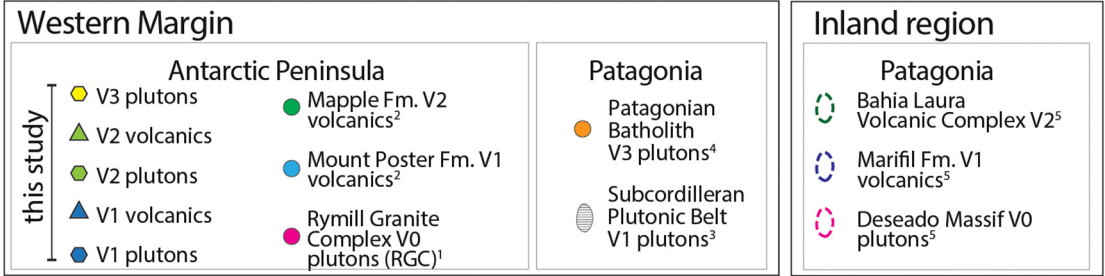 Western Margin
Antarctic Peninsula
this study
V3 plutons
V2 volcanics
V2 plutons
V1 volcanics
V1 plutons
Mapple Fm. V2
volcanics²
Mount Poster Fm. V1
volcanics²
Rymill Granite
Complex V0
plutons (RGC)¹
Patagonia
Patagonian
Batholith
V3 plutons⁴
Subcordilleran
Plutonic Belt
V1 plutons³
Inland region
Patagonia
Bahia Laura
Volcanic Complex V2⁵
Marifil Fm. V1
volcanics⁵
Deseado Massif V0
plutons⁵